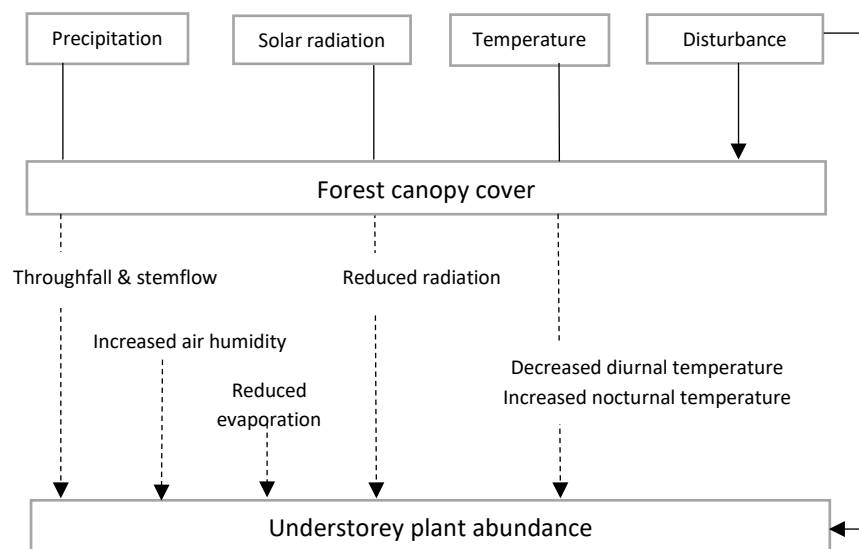 Precipitation
Solar radiation
Temperature
Disturbance
Forest canopy cover
Throughfall & stemflow
Reduced radiation
Increased air humidity
Decreased diurnal temperature
Increased nocturnal temperature
Reduced
evaporation
Understorey plant abundance